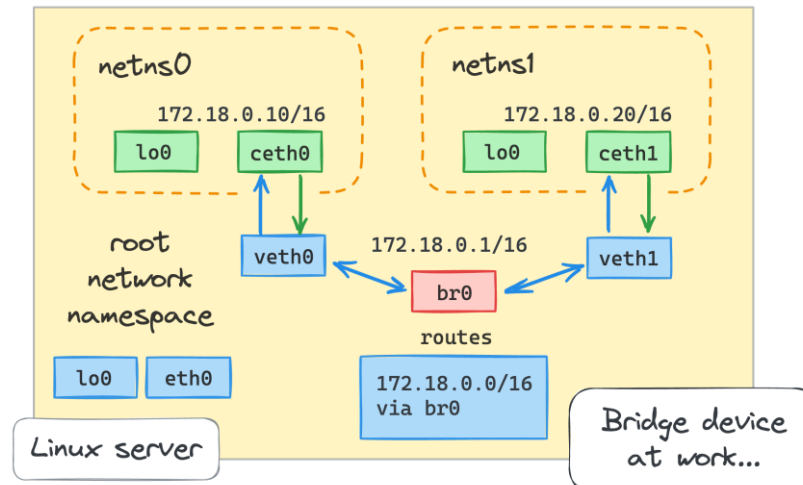 netns0
172.18.0.10/16
lo0
ceth0
netns1
172.18.0.20/16
lo0
ceth1
root
network
namespace
veth0
172.18.0.1/16
veth1
br0
routes
172.18.0.0/16
via br0
lo0
eth0
Linux server
Bridge device
at work...